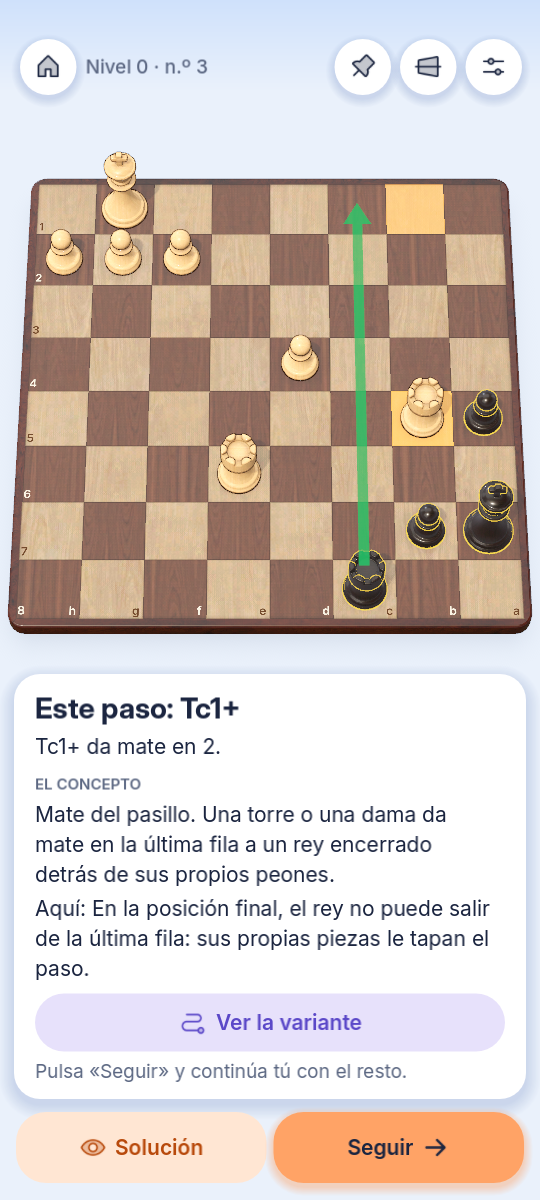 Nivel 0 · n.º 3
1
2
3
4
5
6
7
8 h g f e d c b a
Este paso: Tc1+
Tc1+ da mate en 2.
EL CONCEPTO
Mate del pasillo. Una torre o una dama da
mate en la última fila a un rey encerrado
detrás de sus propios peones.
Aquí: En la posición final, el rey no puede salir
de la última fila: sus propias piezas le tapan el
paso.
Ver la variante
Pulsa «Seguir» y continúa tú con el resto.
Solución
Seguir